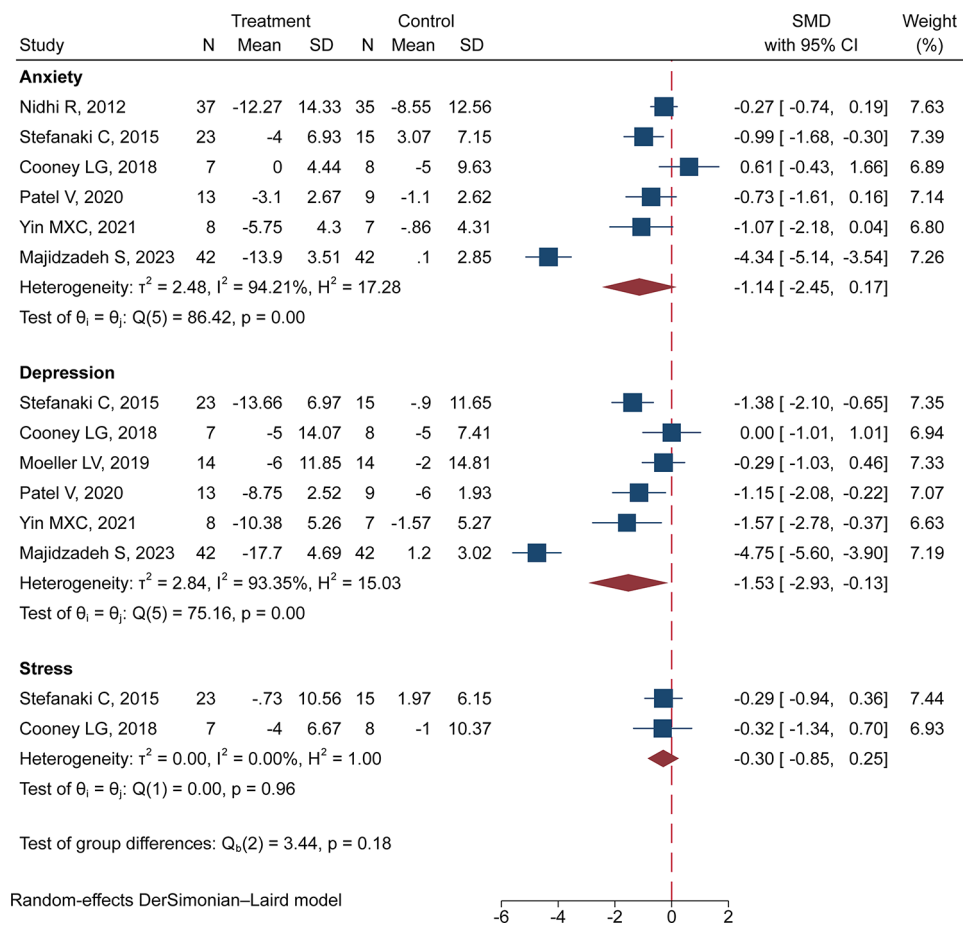 Treatment Control SMD Weight
Study N Mean SD N Mean SD with 95% CI (%)
Anxiety
Nidhi R, 2012 37 -12.27 14.33 35 -8.55 12.56 -0.27 [ -0.74, 0.19] 7.63
Stefanaki C, 2015 23 -4 6.93 15 3.07 7.15 -0.99 [ -1.68, -0.30] 7.39
Cooney LG, 2018 7 0 4.44 8 -5 9.63 0.61 [ -0.43, 1.66] 6.89
Patel V, 2020 13 -3.1 2.67 9 -1.1 2.62 -0.73 [ -1.61, 0.16] 7.14
Yin MXC, 2021 8 -5.75 4.3 7 -.86 4.31 -1.07 [ -2.18, 0.04] 6.80
Majidzadeh S, 2023 42 -13.9 3.51 42 .1 2.85 -4.34 [ -5.14, -3.54] 7.26
Heterogeneity: τ² = 2.48, I² = 94.21%, H² = 17.28 -1.14 [ -2.45, 0.17]
Test of θᵢ = θⱼ: Q(5) = 86.42, p = 0.00
Depression
Stefanaki C, 2015 23 -13.66 6.97 15 -.9 11.65 -1.38 [ -2.10, -0.65] 7.35
Cooney LG, 2018 7 -5 14.07 8 -5 7.41 0.00 [ -1.01, 1.01] 6.94
Moeller LV, 2019 14 -6 11.85 14 -2 14.81 -0.29 [ -1.03, 0.46] 7.33
Patel V, 2020 13 -8.75 2.52 9 -6 1.93 -1.15 [ -2.08, -0.22] 7.07
Yin MXC, 2021 8 -10.38 5.26 7 -1.57 5.27 -1.57 [ -2.78, -0.37] 6.63
Majidzadeh S, 2023 42 -17.7 4.69 42 1.2 3.02 -4.75 [ -5.60, -3.90] 7.19
Heterogeneity: τ² = 2.84, I² = 93.35%, H² = 15.03 -1.53 [ -2.93, -0.13]
Test of θᵢ = θⱼ: Q(5) = 75.16, p = 0.00
Stress
Stefanaki C, 2015 23 -.73 10.56 15 1.97 6.15 -0.29 [ -0.94, 0.36] 7.44
Cooney LG, 2018 7 -4 6.67 8 -1 10.37 -0.32 [ -1.34, 0.70] 6.93
Heterogeneity: τ² = 0.00, I² = 0.00%, H² = 1.00 -0.30 [ -0.85, 0.25]
Test of θᵢ = θⱼ: Q(1) = 0.00, p = 0.96
Test of group differences: Q_b(2) = 3.44, p = 0.18
Random-effects DerSimonian–Laird model
-6 -4 -2 0 2